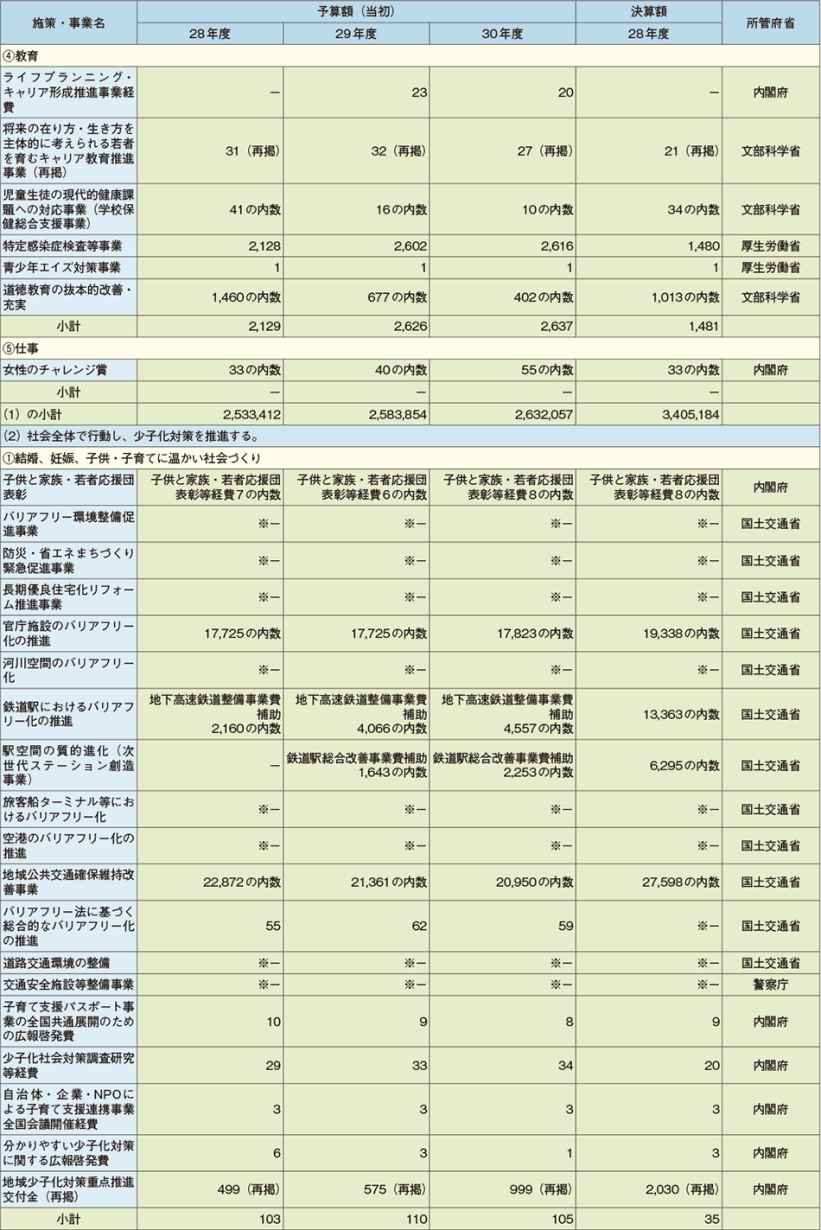 施策・事業名 予算額（当初） 決算額 所管府省
28年度 29年度 30年度 28年度
④教育
ライフプランニング・
キャリア形成推進事業経
費
－ 23 20 － 内閣府
将来の在り方・生き方を
主体的に考えられる若者
を育むキャリア教育推進
事業（再掲）
31（再掲） 32（再掲） 27（再掲） 21（再掲） 文部科学省
児童生徒の現代的健康課
題への対応事業（学校保
健総合支援事業）
41の内数 16の内数 10の内数 34の内数 文部科学省
特定感染症検査等事業 2,128 2,602 2,616 1,480 厚生労働省
青少年エイズ対策事業 1 1 1 1 厚生労働省
道徳教育の抜本的改善・
充実
1,460の内数 677の内数 402の内数 1,013の内数 文部科学省
小計 2,129 2,626 2,637 1,481
⑤仕事
女性のチャレンジ賞 33の内数 40の内数 55の内数 33の内数 内閣府
小計 － － － －
（1）の小計 2,533,412 2,583,854 2,632,057 3,405,184
（2）社会全体で行動し、少子化対策を推進する。
①結婚、妊娠、子供・子育てに温かい社会づくり
子供と家族・若者応援団
表彰
子供と家族・若者応援団
表彰等経費７の内数
子供と家族・若者応援団
表彰等経費６の内数
子供と家族・若者応援団
表彰等経費８の内数
子供と家族・若者応援団
表彰等経費８の内数
内閣府
バリアフリー環境整備促
進事業
※－ ※－ ※－ ※－ 国土交通省
防災・省エネまちづくり
緊急促進事業
※－ ※－ ※－ ※－ 国土交通省
長期優良住宅化リフォー
ム推進事業
※－ ※－ ※－ ※－ 国土交通省
官庁施設のバリアフリー
化の推進
17,725の内数 17,725の内数 17,823の内数 19,338の内数 国土交通省
河川空間のバリアフリー
化
※－ ※－ ※－ ※－ 国土交通省
鉄道駅におけるバリアフ
リー化の推進
地下高速鉄道整備事業費
補助
2,160の内数
地下高速鉄道整備事業費
補助
4,066の内数
地下高速鉄道整備事業費
補助
4,557の内数
13,363の内数 国土交通省
駅空間の質的進化（次
世代ステーション創造
事業）
－
鉄道駅総合改善事業費補助
1,643の内数
鉄道駅総合改善事業費補助
2,253の内数
6,295の内数 国土交通省
旅客船ターミナル等にお
けるバリアフリー化
※－ ※－ ※－ ※－ 国土交通省
空港のバリアフリー化の
推進
※－ ※－ ※－ ※－ 国土交通省
地域公共交通確保維持改
善事業
22,872の内数 21,361の内数 20,950の内数 27,598の内数 国土交通省
バリアフリー法に基づく
総合的なバリアフリー化
の推進
55 62 59 ※－ 国土交通省
道路交通環境の整備 ※－ ※－ ※－ ※－ 国土交通省
交通安全施設等整備事業 ※－ ※－ ※－ ※－ 警察庁
子育て支援パスポート事
業の全国共通展開のため
の広報啓発費
10 9 8 9 内閣府
少子化社会対策調査研究
等経費
29 33 34 20 内閣府
自治体・企業・NPOに
よる子育て支援連携事業
全国会議開催経費
3 3 3 3 内閣府
分かりやすい少子化対策
に関する広報啓発費
6 3 1 3 内閣府
地域少子化対策重点推進
交付金（再掲）
499（再掲） 575（再掲） 999（再掲） 2,030（再掲） 内閣府
小計 103 110 105 35